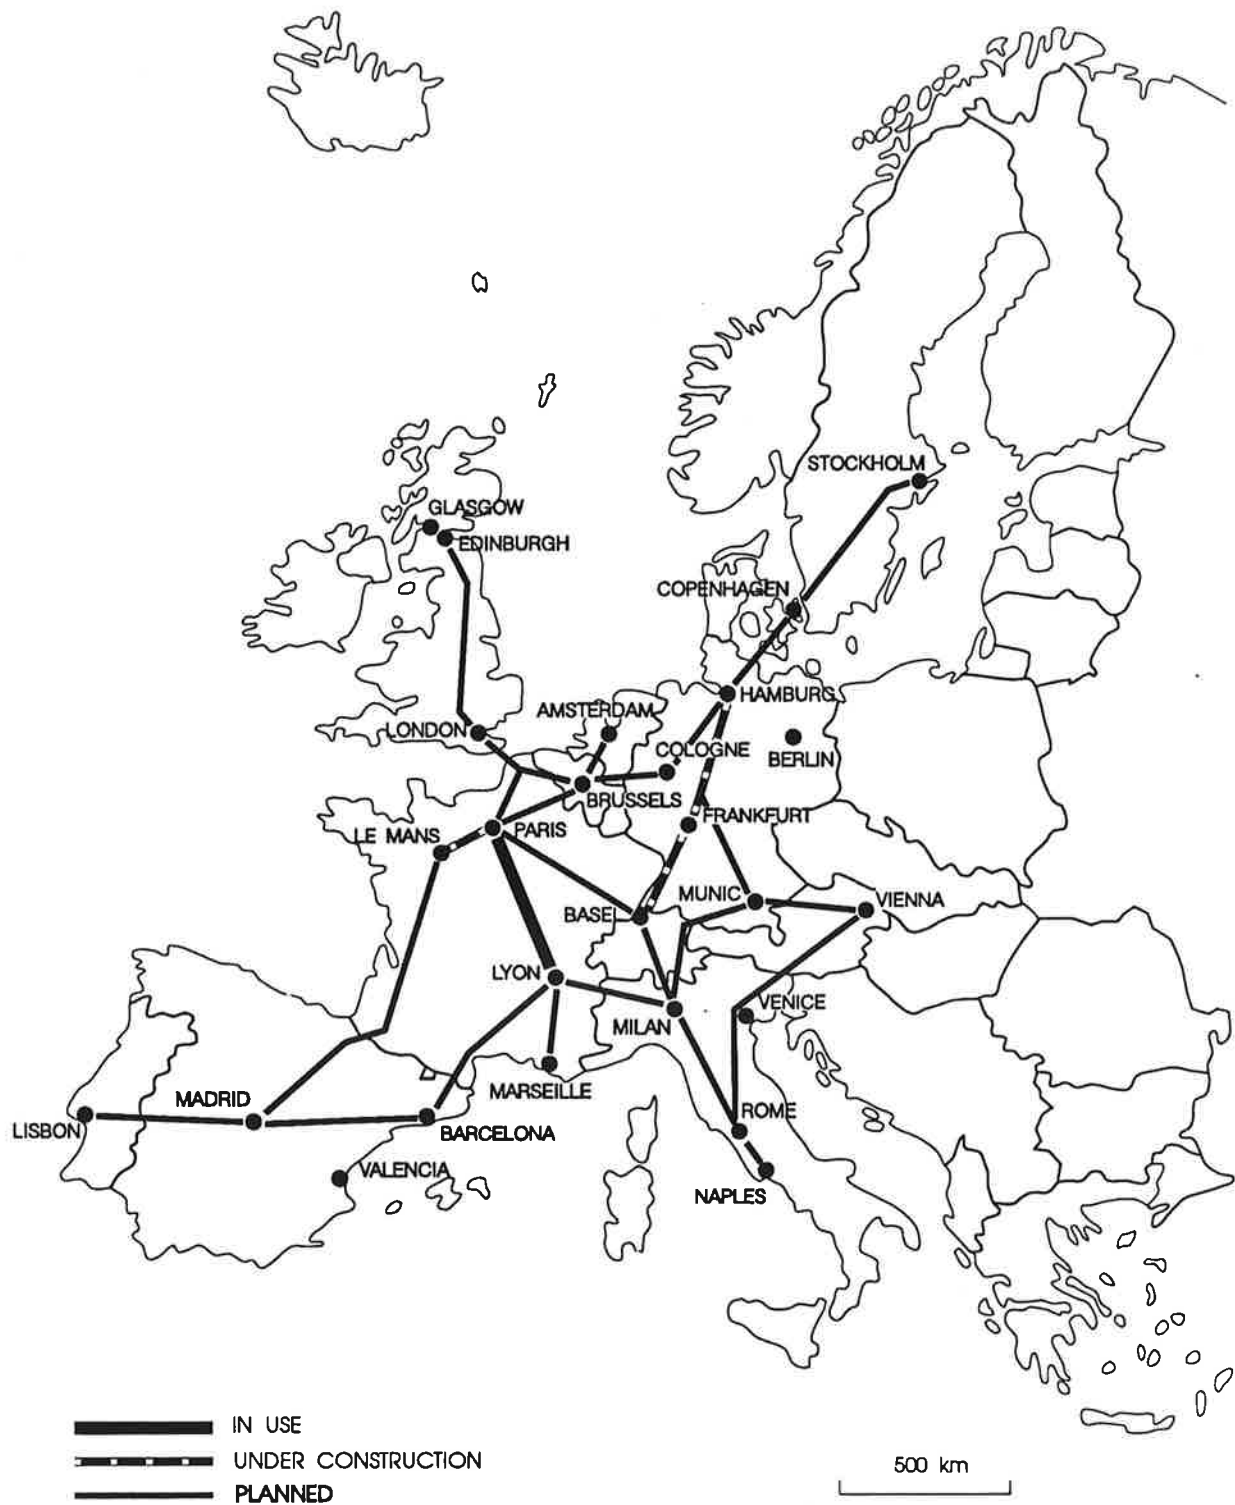 STOCKHOLM
GLASGOW
EDINBURGH
COPENHAGEN
HAMBURG
AMSTERDAM
LONDON
COLOGNE
BERLIN
BRUSSELS
FRANKFURT
LE MANS
PARIS
MUNIC
VIENNA
BASEL
LYON
VENICE
MILAN
MARSEILLE
MADRID
ROME
LISBON
BARCELONA
VALENCIA
NAPLES
IN USE
UNDER CONSTRUCTION
500 km
PLANNED